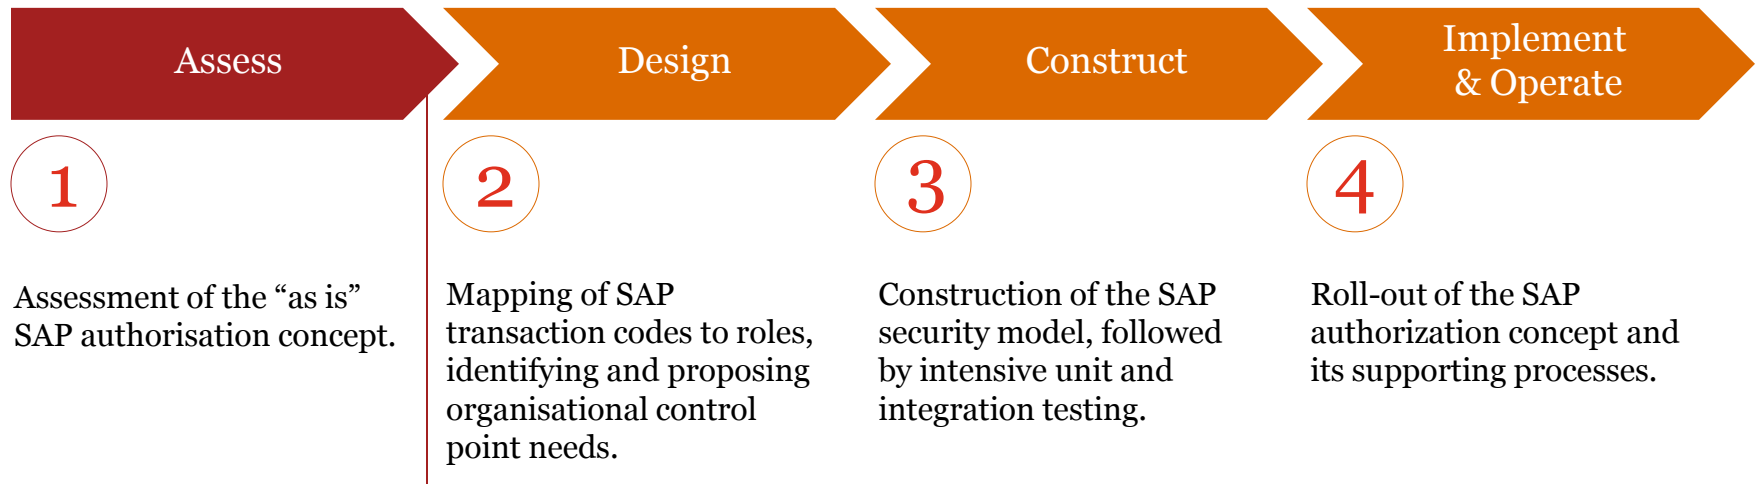 Assess
Design
Construct
Implement
& Operate
1
2
3
4
Assessment of the “as is”
SAP authorisation concept.
Mapping of SAP
transaction codes to roles,
identifying and proposing
organisational control
point needs.
Construction of the SAP
security model, followed
by intensive unit and
integration testing.
Roll-out of the SAP
authorization concept and
its supporting processes.